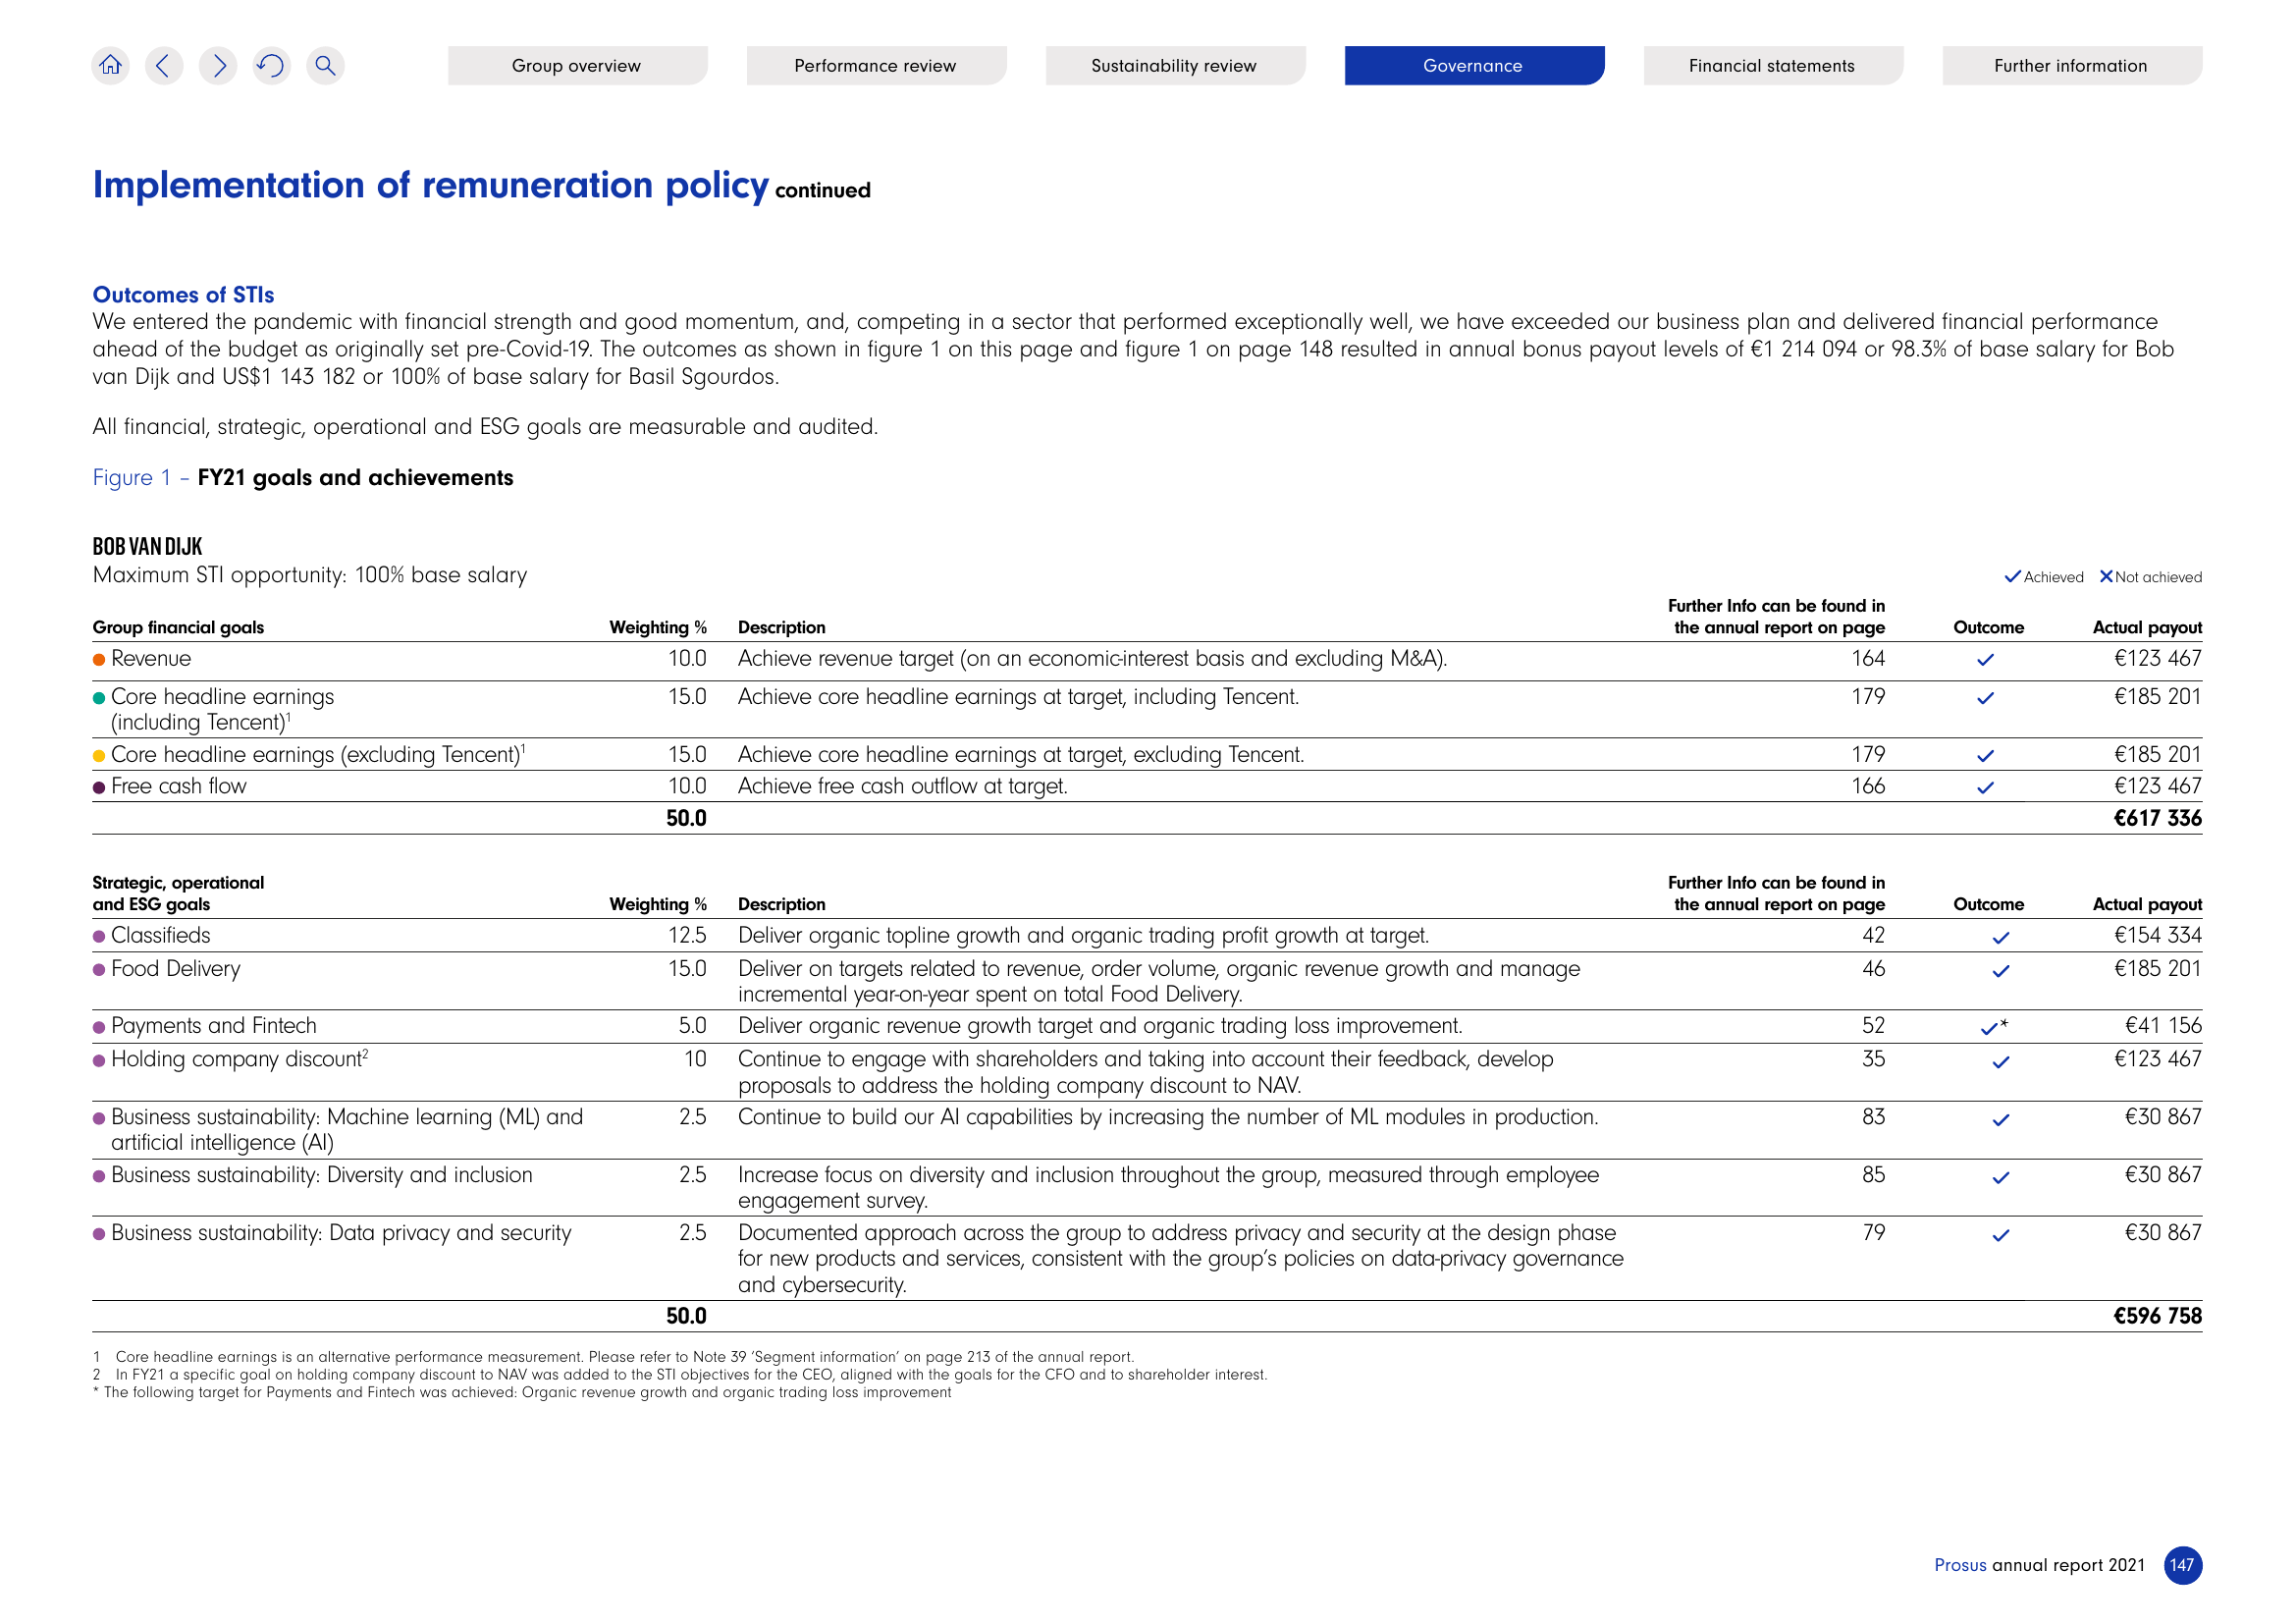 Group overview
Performance review
Sustainability review
Governance
Financial statements
Further information
Implementation of remuneration policy continued
Outcomes of STIs
We entered the pandemic with financial strength and good momentum, and, competing in a sector that performed exceptionally well, we have exceeded our business plan and delivered financial performance
ahead of the budget as originally set pre-Covid-19. The outcomes as shown in figure 1 on this page and figure 1 on page 148 resulted in annual bonus payout levels of €1 214 094 or 98.3% of base salary for Bob
van Dijk and US$1 143 182 or 100% of base salary for Basil Sgourdos.
All financial, strategic, operational and ESG goals are measurable and audited.
Figure 1 – FY21 goals and achievements
BOB VAN DIJK
Maximum STI opportunity: 100% base salary
✓ Achieved ✕ Not achieved
Further Info can be found in
Group financial goals Weighting % Description the annual report on page Outcome Actual payout
Revenue 10.0 Achieve revenue target (on an economic-interest basis and excluding M&A). 164 ✓ €123 467
Core headline earnings 15.0 Achieve core headline earnings at target, including Tencent. 179 ✓ €185 201
(including Tencent)1
Core headline earnings (excluding Tencent)1 15.0 Achieve core headline earnings at target, excluding Tencent. 179 ✓ €185 201
Free cash flow 10.0 Achieve free cash outflow at target. 166 ✓ €123 467
50.0 €617 336
Strategic, operational Further Info can be found in
and ESG goals Weighting % Description the annual report on page Outcome Actual payout
Classifieds 12.5 Deliver organic topline growth and organic trading profit growth at target. 42 ✓ €154 334
Food Delivery 15.0 Deliver on targets related to revenue, order volume, organic revenue growth and manage 46 ✓ €185 201
incremental year-on-year spent on total Food Delivery.
Payments and Fintech 5.0 Deliver organic revenue growth target and organic trading loss improvement. 52 ✓* €41 156
Holding company discount2 10 Continue to engage with shareholders and taking into account their feedback, develop 35 ✓ €123 467
proposals to address the holding company discount to NAV.
Business sustainability: Machine learning (ML) and 2.5 Continue to build our AI capabilities by increasing the number of ML modules in production. 83 ✓ €30 867
artificial intelligence (AI)
Business sustainability: Diversity and inclusion 2.5 Increase focus on diversity and inclusion throughout the group, measured through employee 85 ✓ €30 867
engagement survey.
Business sustainability: Data privacy and security 2.5 Documented approach across the group to address privacy and security at the design phase 79 ✓ €30 867
for new products and services, consistent with the group's policies on data-privacy governance
and cybersecurity.
50.0 €596 758
1 Core headline earnings is an alternative performance measurement. Please refer to Note 39 'Segment information' on page 213 of the annual report.
2 In FY21 a specific goal on holding company discount to NAV was added to the STI objectives for the CEO, aligned with the goals for the CFO and to shareholder interest.
* The following target for Payments and Fintech was achieved: Organic revenue growth and organic trading loss improvement
Prosus annual report 2021 147